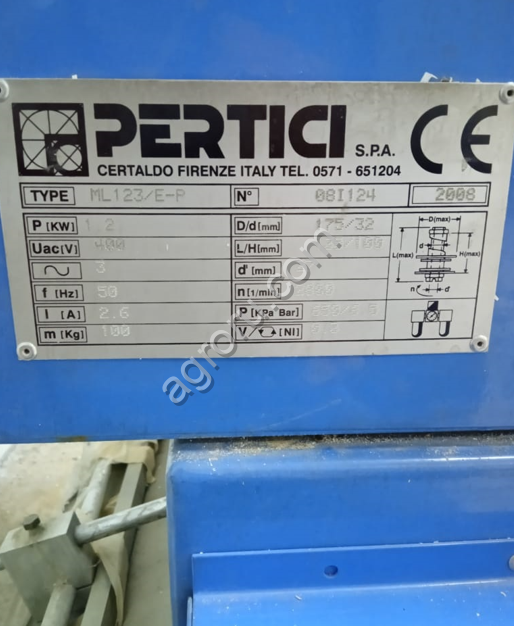 PERTICI S.P.A. CE
CERTALDO FIRENZE ITALY TEL. 0571 - 651204
TYPE ML123/E-P N° 08I124 2008
P [KW] D/d [mm] 175/32
Uac[V] 400 L/H[mm]
3 d' [mm]
f [Hz] 50 n [1/min]
I [A] 2.6 P [KPa*Bar]
m [Kg] 100 V/ [Nl]
D(max)
d
L(max) H(max)
n d'